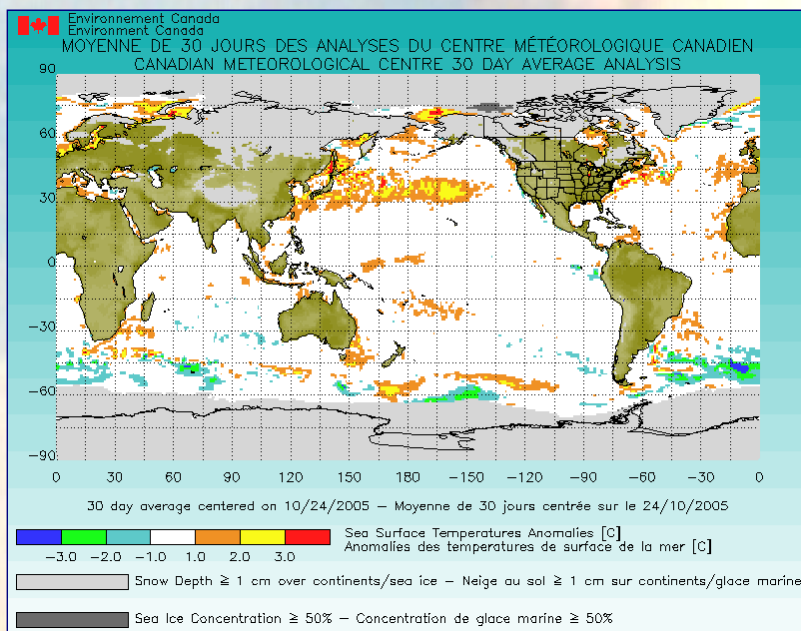 Environnement Canada
Environment Canada
MOYENNE DE 30 JOURS DES ANALYSES DU CENTRE MÉTÉOROLOGIQUE CANADIEN
CANADIAN METEOROLOGICAL CENTRE 30 DAY AVERAGE ANALYSIS
90
60
30
0
−30
−60
−90
0 30 60 90 120 150 180 −150 −120 −90 −60 −30 0
30 day average centered on 10/24/2005 − Moyenne de 30 jours centrée sur le 24/10/2005
Sea Surface Temperatures Anomalies [C]
Anomalies des temperatures de surface de la mer [C]
−3.0 −2.0 −1.0 1.0 2.0 3.0
Snow Depth ≥ 1 cm over continents/sea ice − Neige au sol ≥ 1 cm sur continents/glace marine
Sea Ice Concentration ≥ 50% − Concentration de glace marine ≥ 50%